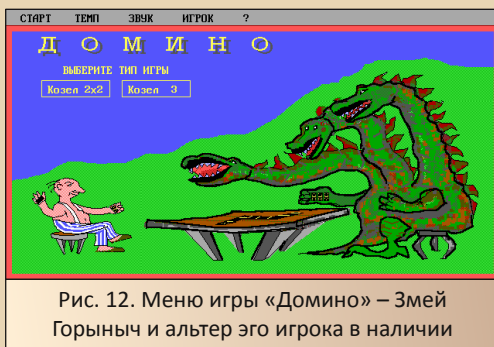 СТАРТ ТЕМП ЗВУК ИГРОК ?
ДОМИНО
ВЫБЕРИТЕ ТИП ИГРЫ
Козел 2х2 Козел 3
Рис. 12. Меню игры «Домино» – Змей
Горыныч и альтер эго игрока в наличии